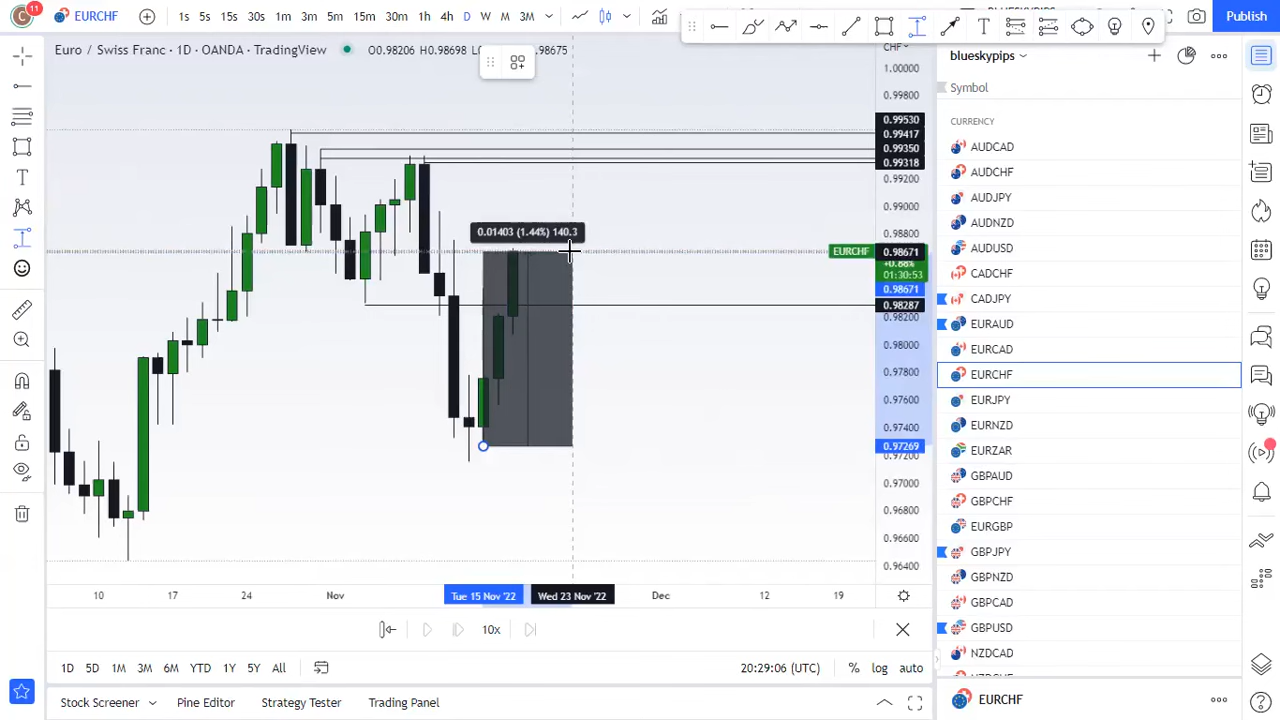 C 11
EURCHF
1s 5s 15s 30s 1m 3m 5m 15m 30m 1h 4h D W M 3M
T
Publish
Euro / Swiss Franc · 1D · OANDA · TradingView
O0.98206 H0.98698
98675
CHF
1.00000
0.99800
0.99530
0.99417
0.99350
0.99318
0.99200
0.99000
0.98800
0.01403 (1.44%) 140.3
EURCHF
0.98671
+0.88%
01:30:53
0.98671
0.98287
0.98200
0.98000
0.97800
0.97600
0.97400
0.97269
0.97200
0.97000
0.96800
0.96600
0.96400
10 17 24 Nov Tue 15 Nov '22 Wed 23 Nov '22 Dec 12 19
10x
1D 5D 1M 3M 6M YTD 1Y 5Y All
20:29:06 (UTC) % log auto
Stock Screener Pine Editor ategy Tester Trading Panel
blueskypips
Symbol
CURRENCY
AUDCAD
AUDCHF
AUDJPY
AUDNZD
AUDUSD
CADCHF
CADJPY
EURAUD
EURCAD
EURCHF
EURJPY
EURNZD
EURZAR
GBPAUD
GBPCHF
EURGBP
GBPJPY
GBPNZD
GBPCAD
GBPUSD
NZDCAD
EURCHF